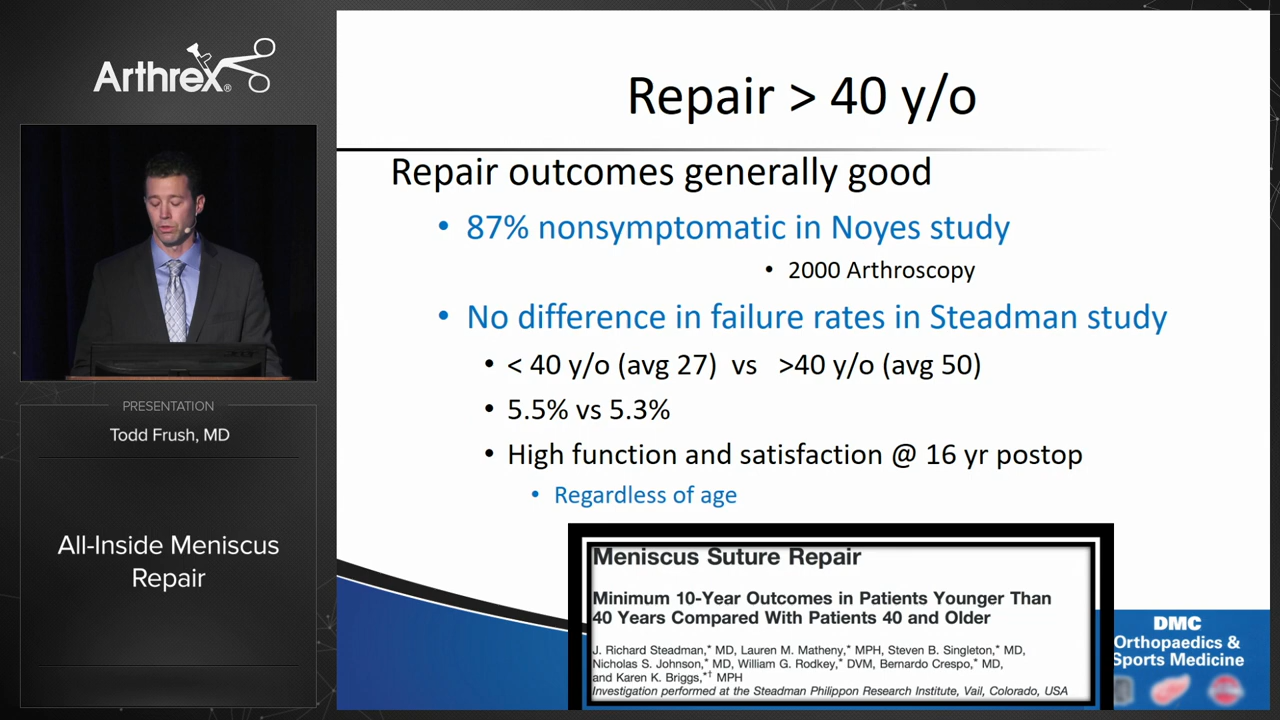 Arthrex®
PRESENTATION
Todd Frush, MD
All-Inside Meniscus
Repair
Repair > 40 y/o
Repair outcomes generally good
• 87% nonsymptomatic in Noyes study
• 2000 Arthroscopy
• No difference in failure rates in Steadman study
• < 40 y/o (avg 27) vs >40 y/o (avg 50)
• 5.5% vs 5.3%
• High function and satisfaction @ 16 yr postop
• Regardless of age
Meniscus Suture Repair
Minimum 10-Year Outcomes in Patients Younger Than
40 Years Compared With Patients 40 and Older
J. Richard Steadman,* MD, Lauren M. Matheny,* MPH, Steven B. Singleton,* MD,
Nicholas S. Johnson,* MD, William G. Rodkey,* DVM, Bernardo Crespo,* MD,
and Karen K. Briggs,*† MPH
Investigation performed at the Steadman Philippon Research Institute, Vail, Colorado, USA
DMC
Orthopaedics &
Sports Medicine